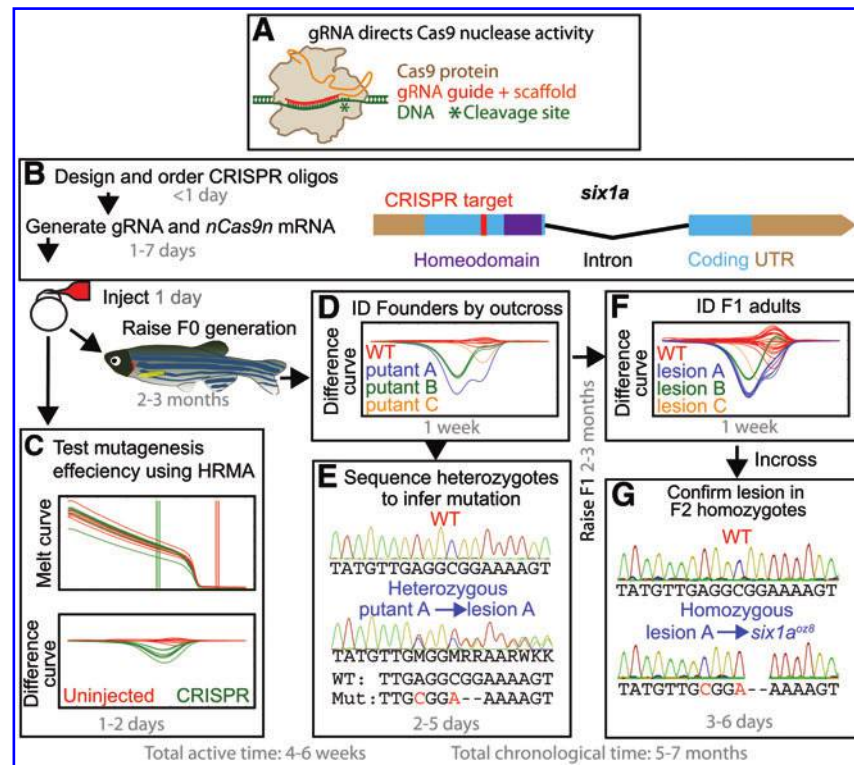 A gRNA directs Cas9 nuclease activity
Cas9 protein
gRNA guide + scaffold
DNA *Cleavage site
B Design and order CRISPR oligos
<1 day
Generate gRNA and nCas9n mRNA
1-7 days
CRISPR target
six1a
Homeodomain
Intron
Coding UTR
Inject 1 day
Raise F0 generation
2-3 months
C Test mutagenesis
effeciency using HRMA
Melt curve
Difference
curve
Uninjected
CRISPR
1-2 days
D ID Founders by outcross
Difference
curve
WT
putant A
putant B
putant C
1 week
E Sequence heterozygotes
to infer mutation
WT
TATGTTGAGGCGGAAAAGT
Heterozygous
putant A → lesion A
TATGTTGMGGMRRAARWKK
WT: TTGAGGCGGAAAAGT
Mut:TTGCGGA--AAAAGT
2-5 days
Raise F1 2-3 months
F ID F1 adults
Difference
curve
WT
lesion A
lesion B
lesion C
1 week
Incross
G Confirm lesion in
F2 homozygotes
WT
TATGTTGAGGCGGAAAAGT
Homozygous
lesion A → six1a^oz8
TATGTTGCGGA--AAAAGT
3-6 days
Total active time: 4-6 weeks
Total chronological time: 5-7 months